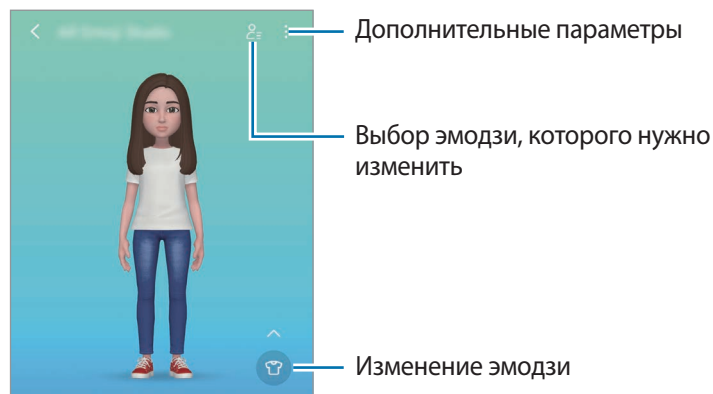 Дополнительные параметры
Выбор эмодзи, которого нужно
изменить
Изменение эмодзи